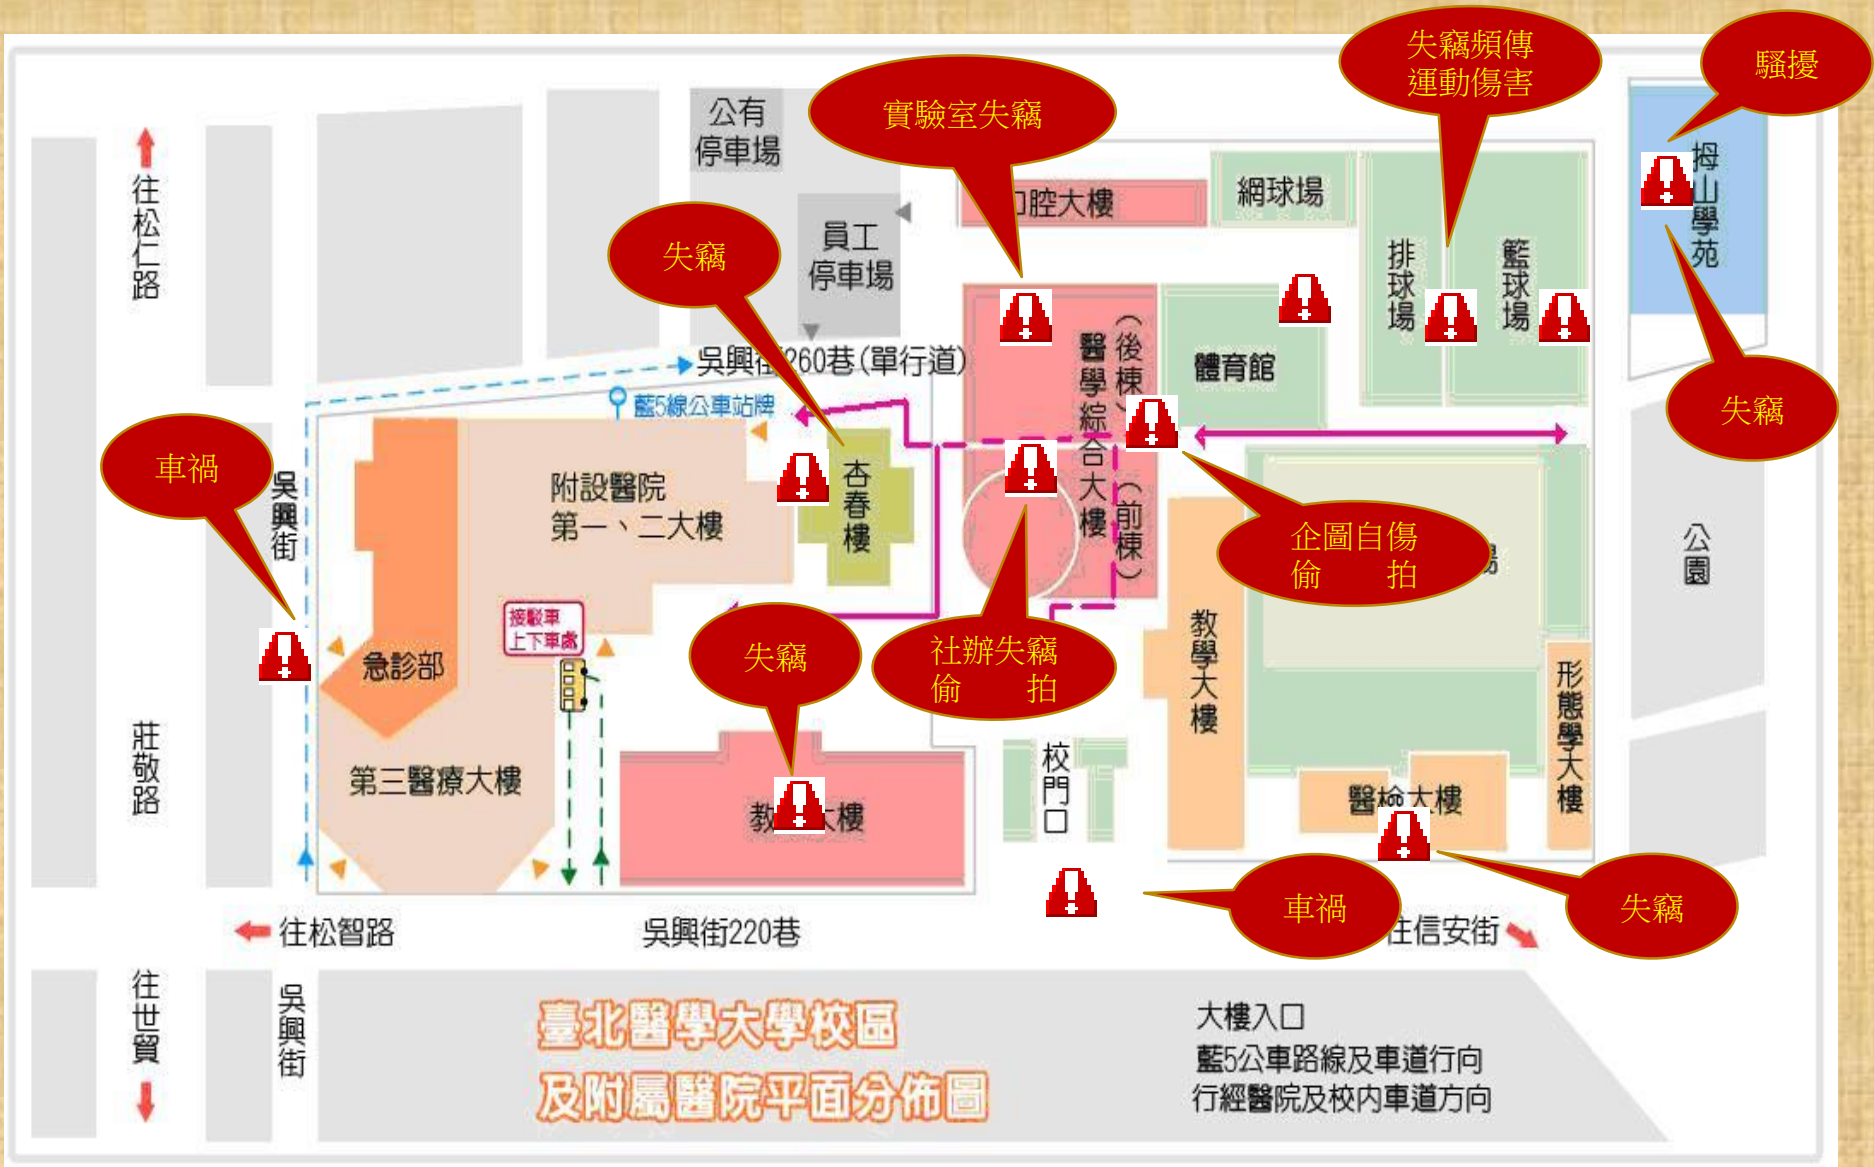 失竊頻傳
運動傷害
騷擾
實驗室失竊
公有
停車場
口腔大樓
網球場
拇山學苑
往松仁路
失竊
員工
停車場
排球場
籃球場
吳興街260巷(單行道)
醫學綜合大樓
(後棟)
(前棟)
體育館
藍5線公車站牌
失竊
車禍
吳興街
附設醫院
第一、二大樓
杏春樓
企圖自傷
偷 拍
公園
接駁車
上下車處
急診部
失竊
社辦失竊
偷 拍
教學大樓
形態學大樓
莊敬路
第三醫療大樓
教
大樓
校門口
醫檢大樓
車禍
失竊
往松智路
吳興街220巷
往信安街
往世貿
吳興街
臺北醫學大學校區
及附屬醫院平面分佈圖
大樓入口
藍5公車路線及車道行向
行經醫院及校內車道方向